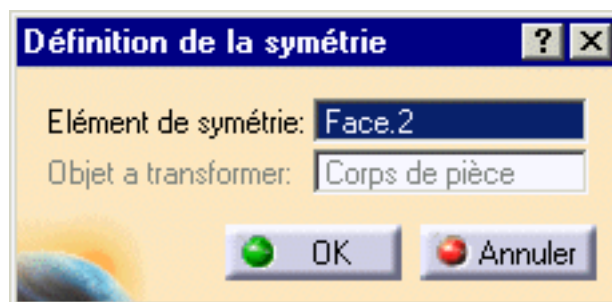 Définition de la symétrie
Elément de symétrie: Face.2
Objet a transformer: Corps de pièce
OK Annuler